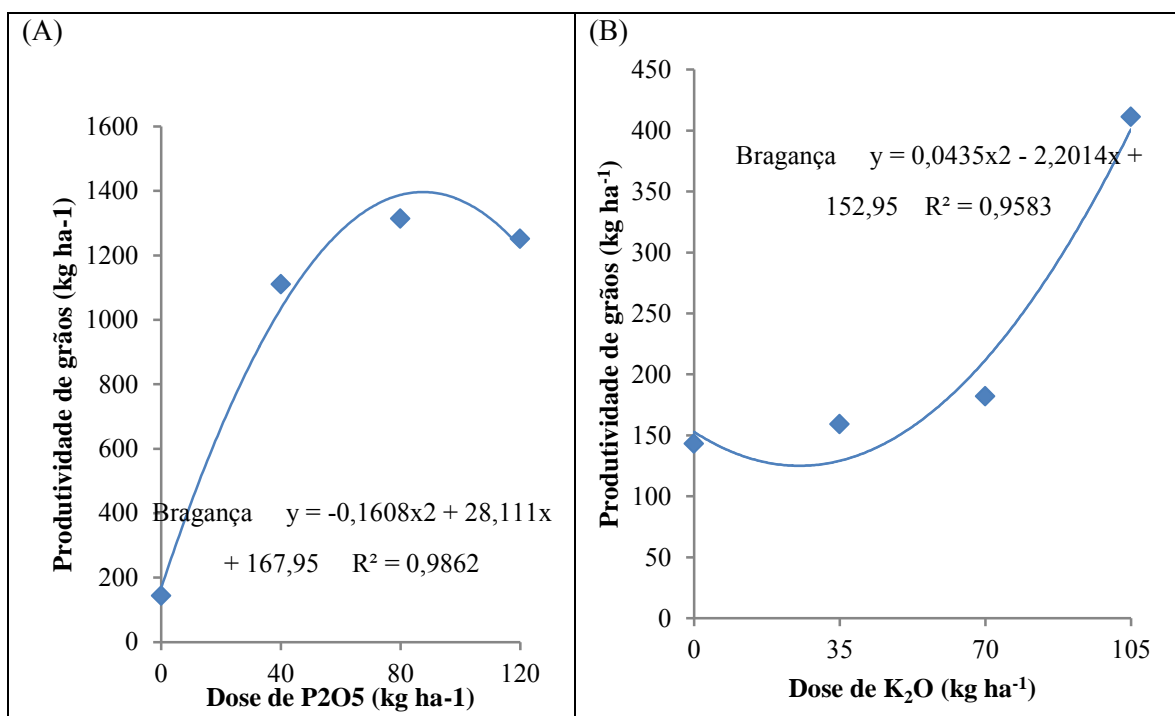 (A)
Produtividade de grãos (kg ha-1)
1600
1400
1200
1000
800
600
400
200
0
Bragança y = -0,1608x2 + 28,111x
+ 167,95 R² = 0,9862
0 40 80 120
Dose de P2O5 (kg ha-1)
(B)
Produtividade de grãos (kg ha⁻¹)
450
400
350
300
250
200
150
100
50
0
Bragança y = 0,0435x2 - 2,2014x +
152,95 R² = 0,9583
0 35 70 105
Dose de K₂O (kg ha⁻¹)